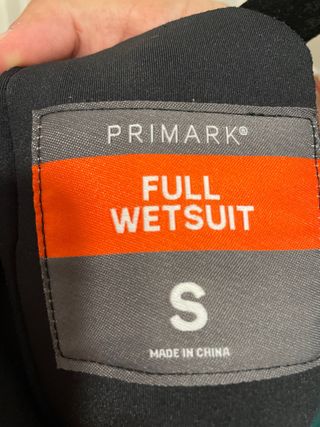 PRIMARK®
FULL
WETSUIT
S
MADE IN CHINA